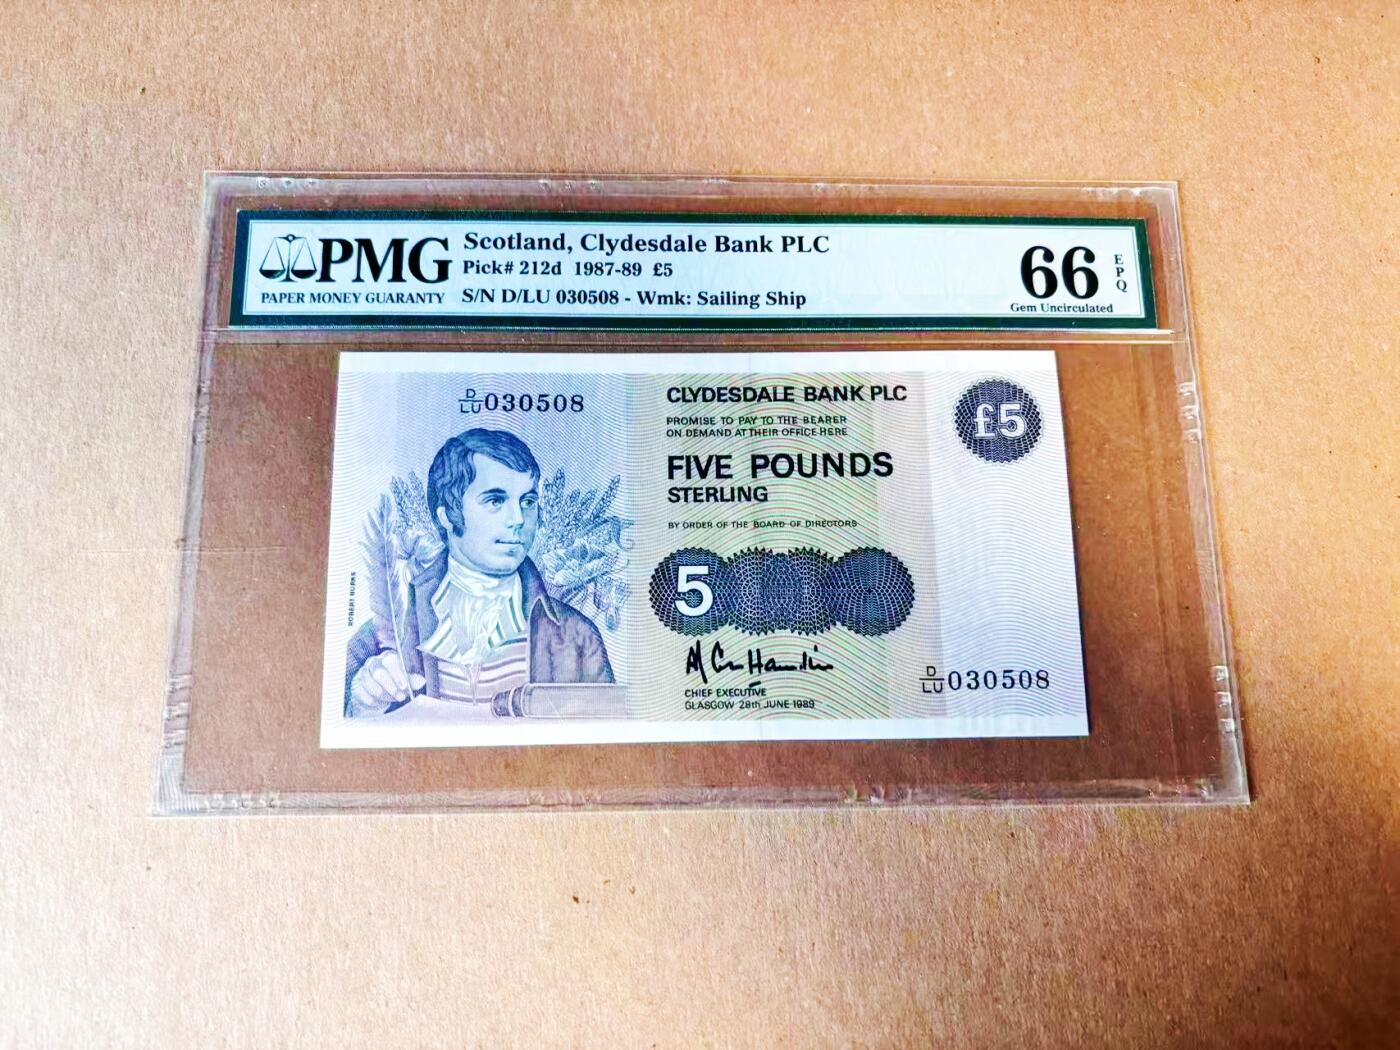 PMG
PAPER MONEY GUARANTY
Scotland, Clydesdale Bank PLC
Pick# 212d 1987-89 £5
S/N D/LU 030508 - Wmk: Sailing Ship
66
EPQ
Gem Uncirculated
D/LU 030508
CLYDESDALE BANK PLC
PROMISE TO PAY TO THE BEARER
ON DEMAND AT THEIR OFFICE HERE
FIVE POUNDS
STERLING
BY ORDER OF THE BOARD OF DIRECTORS
£5
5
ROBERT BURNS
CHIEF EXECUTIVE
GLASGOW 28th JUNE 1989
D/LU 030508